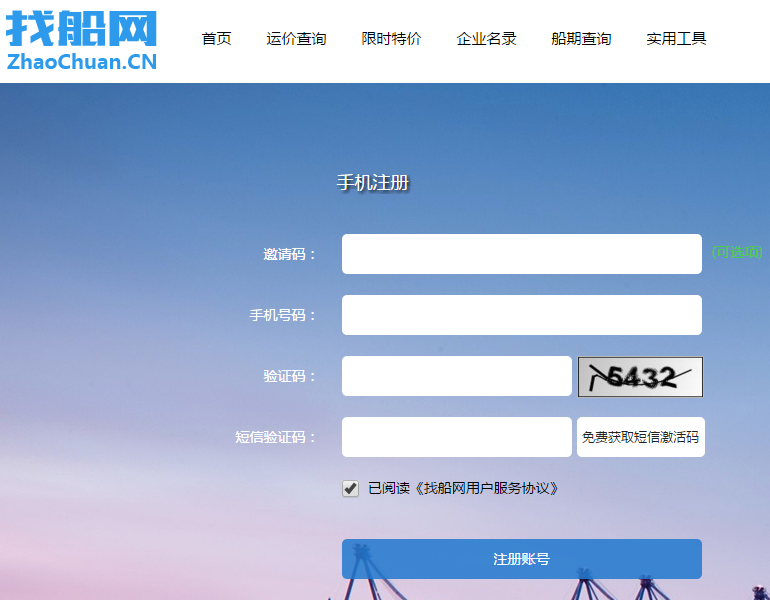 找船网
ZhaoChuan.CN
首页 运价查询 限时特价 企业名录 船期查询 实用工具
手机注册
邀请码：
(可选项)
手机号码：
验证码：
短信验证码：
免费获取短信激活码
已阅读《找船网用户服务协议》
注册账号